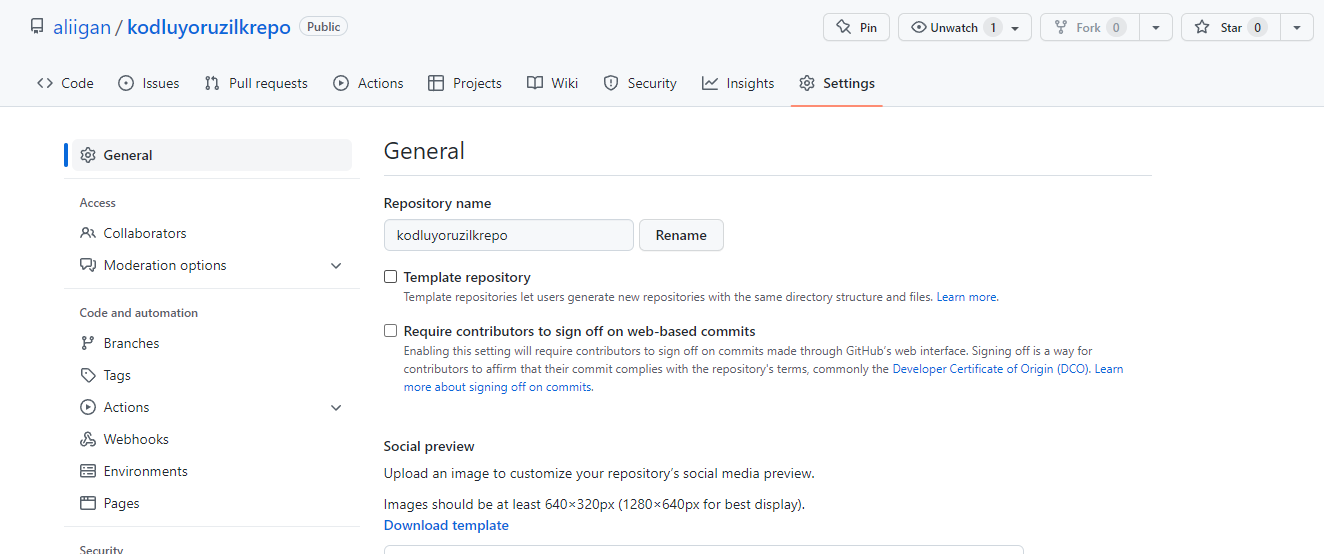 aliigan / kodluyoruzilkrepo Public
Pin Unwatch 1 Fork 0 Star 0
Code Issues Pull requests Actions Projects Wiki Security Insights Settings
General
Access
Collaborators
Moderation options
Code and automation
Branches
Tags
Actions
Webhooks
Environments
Pages
Security
General
Repository name
kodluyoruzilkrepo Rename
Template repository
Template repositories let users generate new repositories with the same directory structure and files. Learn more.
Require contributors to sign off on web-based commits
Enabling this setting will require contributors to sign off on commits made through GitHub's web interface. Signing off is a way for
contributors to affirm that their commit complies with the repository's terms, commonly the Developer Certificate of Origin (DCO). Learn
more about signing off on commits.
Social preview
Upload an image to customize your repository's social media preview.
Images should be at least 640×320px (1280×640px for best display).
Download template